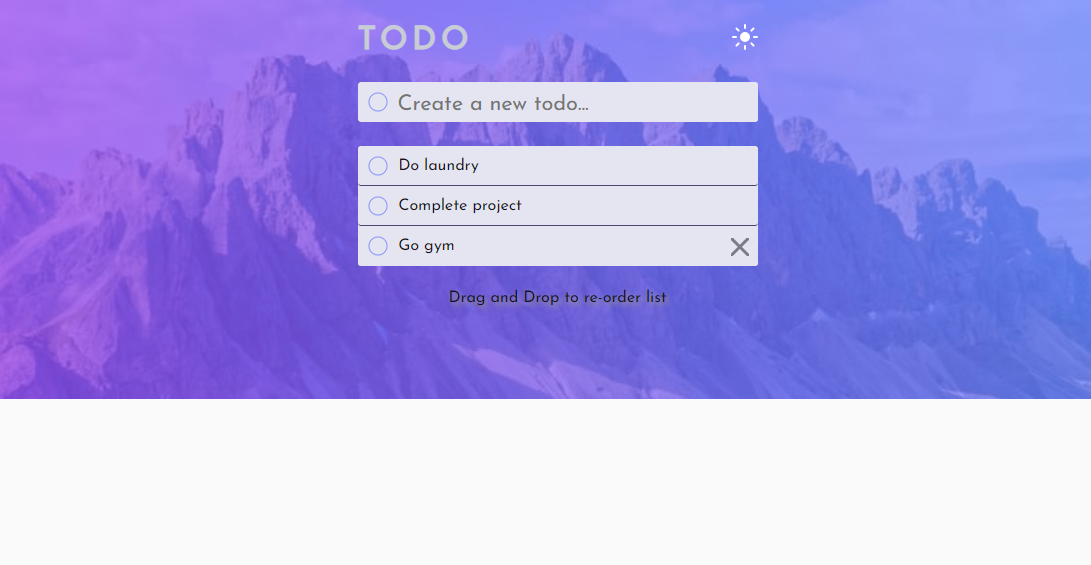 TODO
Create a new todo...
Do laundry
Complete project
Go gym
Drag and Drop to re-order list